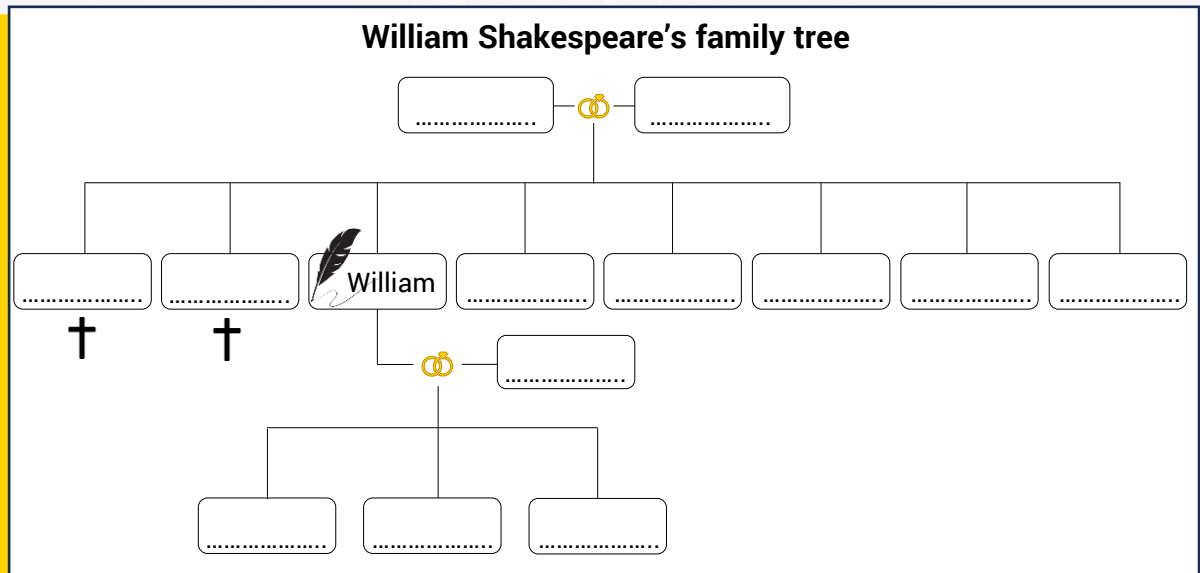 William Shakespeare’s family tree
……………….. ………………..
……………….. ……………….. William ……………….. ……………….. ……………….. ……………….. ………………..
………………..
……………….. ……………….. ………………..